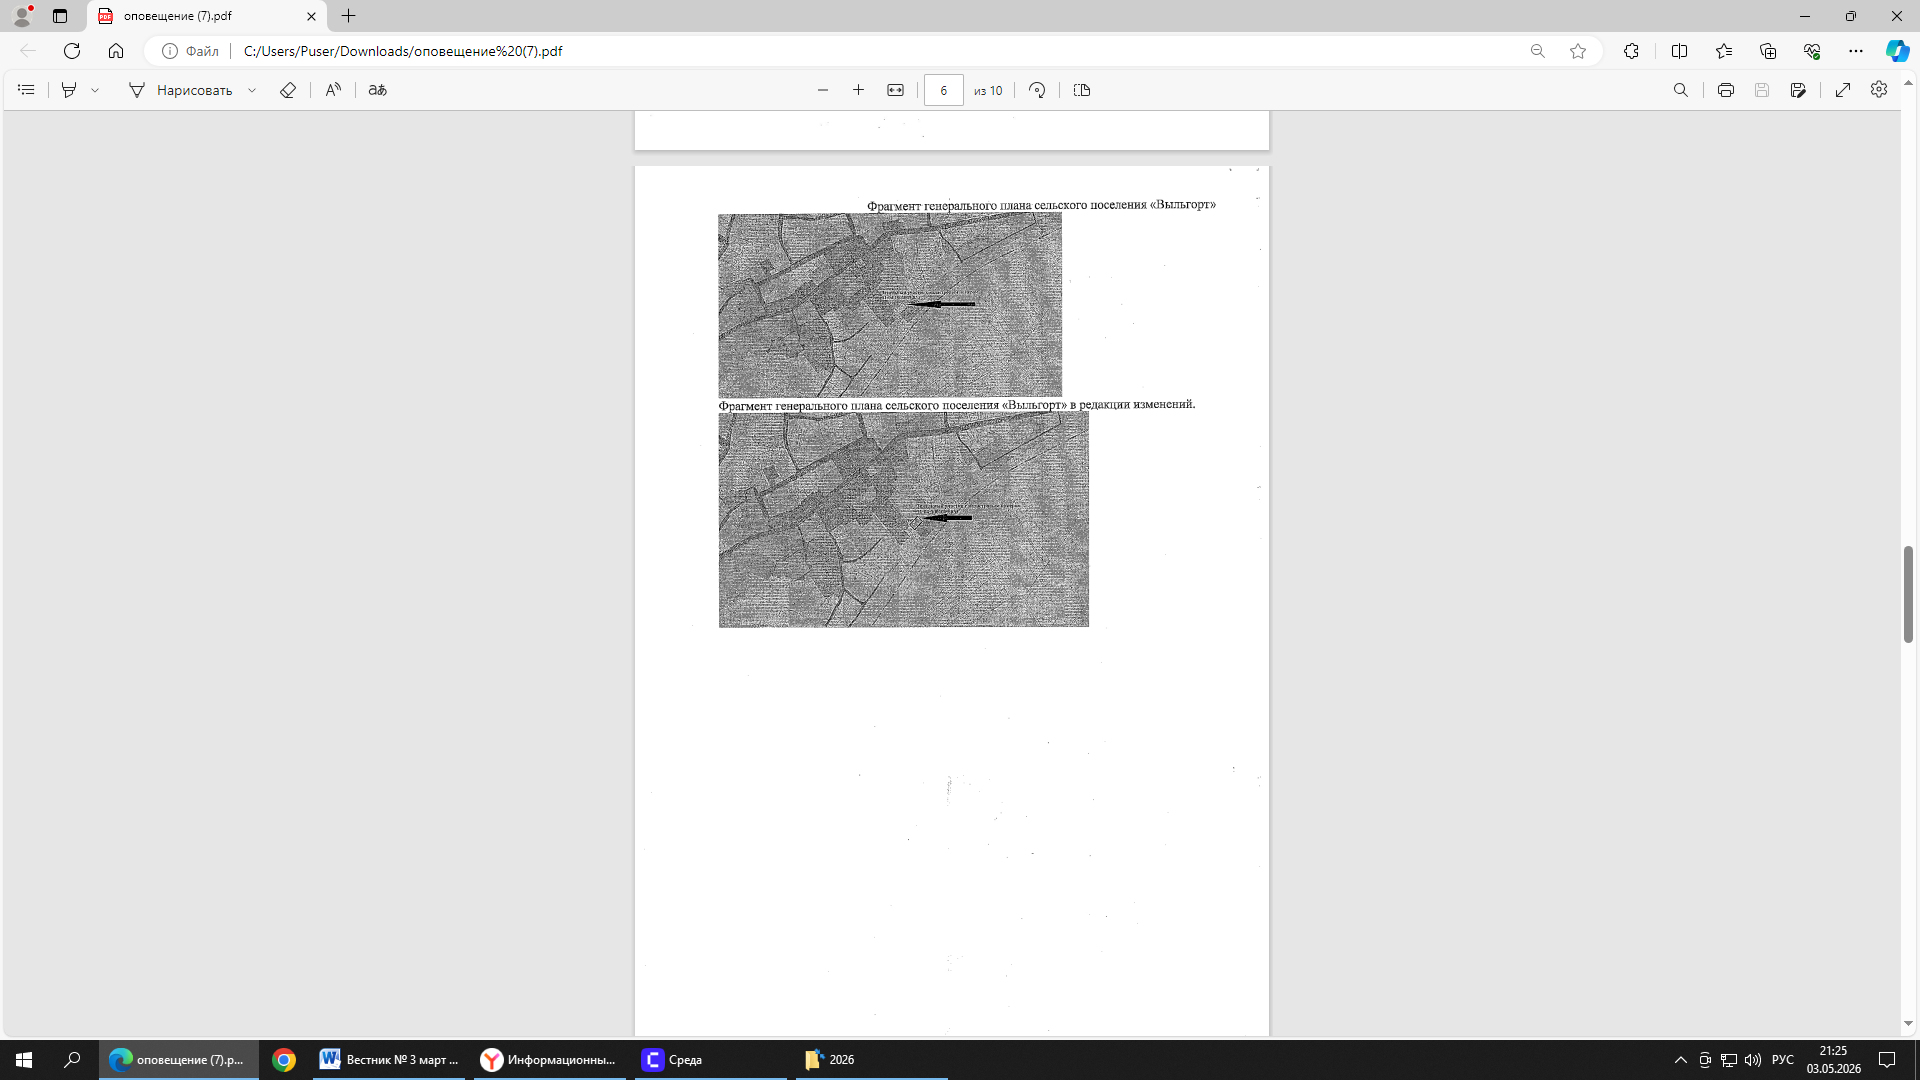 оповещение (7).pdf
Файл
C:/Users/Puser/Downloads/оповещение%20(7).pdf
Нарисовать
аあ
6
из 10
Фрагмент генерального плана сельского поселения «Выльгорт»
Фрагмент генерального плана сельского поселения «Выльгорт» в редакции изменений.
оповещение (7).p...
Вестник № 3 март ...
Информационны...
Среда
2026
РУС
21:25
03.05.2026